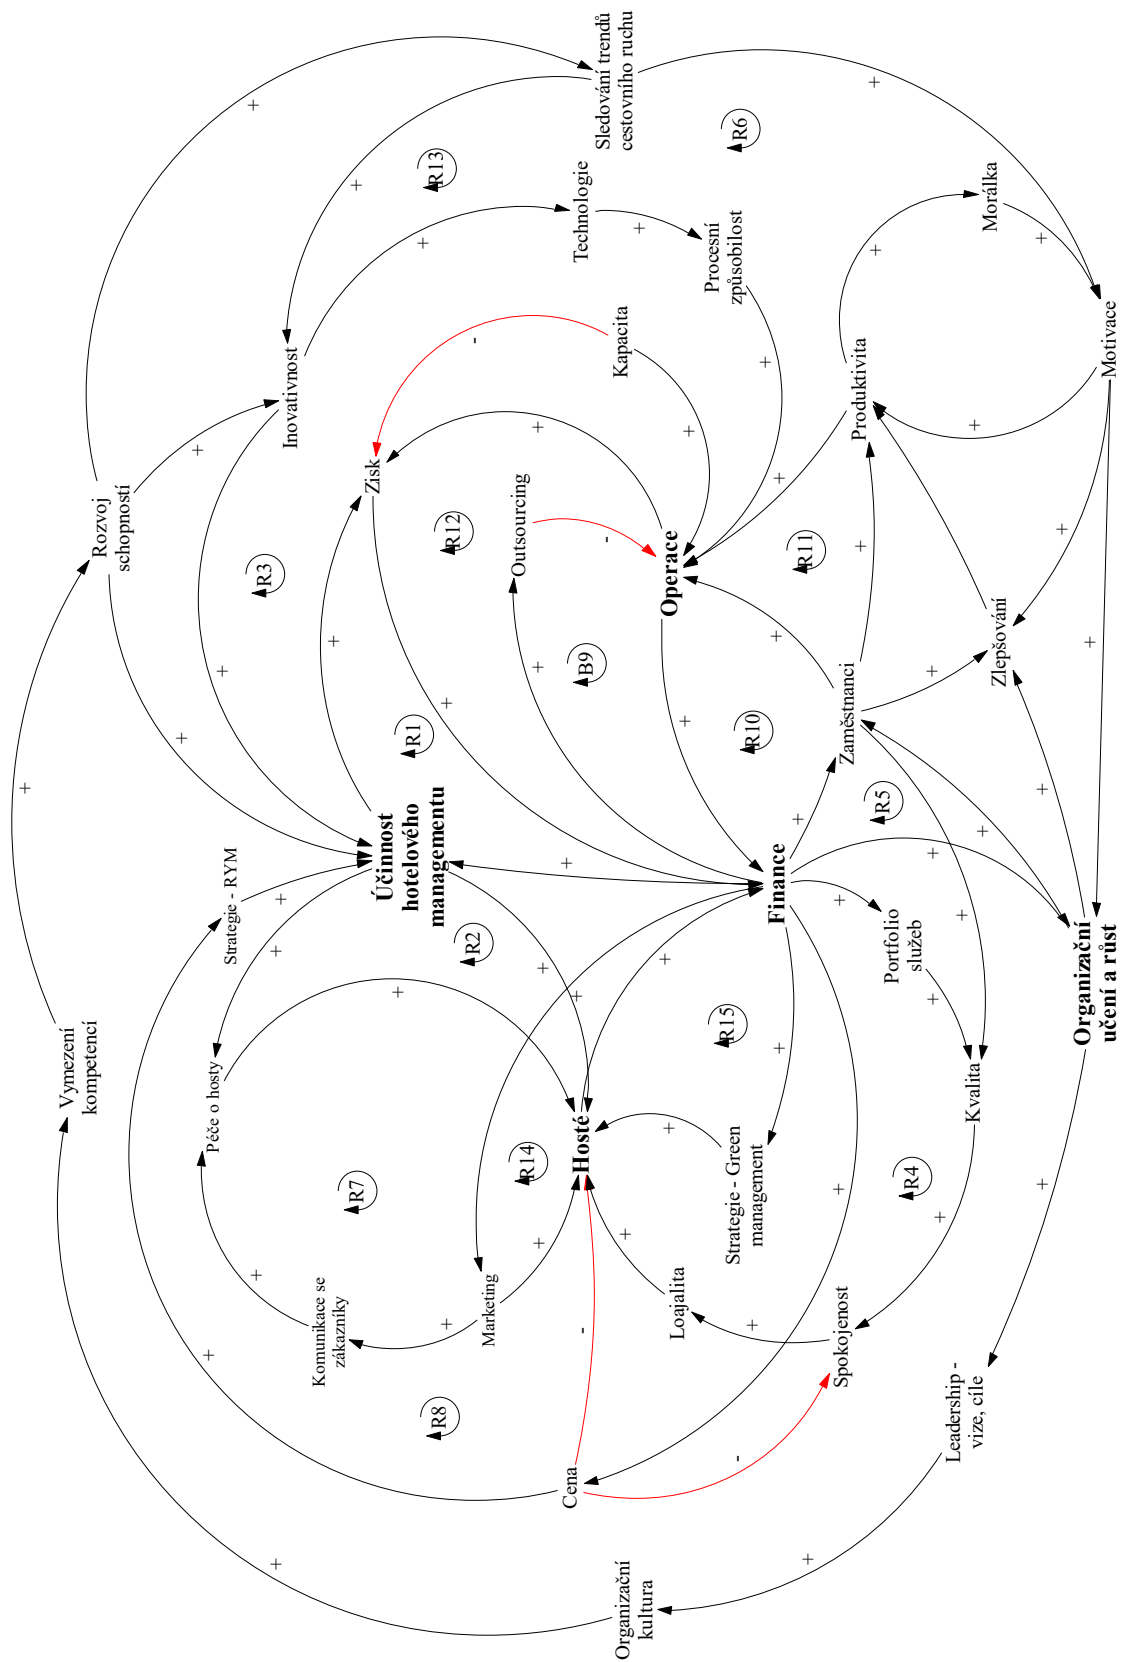 Vymezení
kompetencí
Rozvoj
schopností
Péče o hosty
Strategie - RYM
R3
Inovativnost
Komunikace se
zákazníky
R7
Účinnost
hotelového
managementu
Zisk
R8
R1
R13
R12
R2
Marketing
R14
Outsourcing
Cena
Hosté
B9
Technologie
Sledování trendů
cestovního ruchu
Organizační
kultura
Kapacita
Loajalita
Operace
Procesní
způsobilost
R15
Strategie - Green
management
R10
R6
Finance
R11
Spokojenost
Zaměstnanci
Produktivita
R5
Portfolio
služeb
R4
Leadership -
vize, cíle
Kvalita
Zlepšování
Morálka
Organizační
učení a růst
Motivace